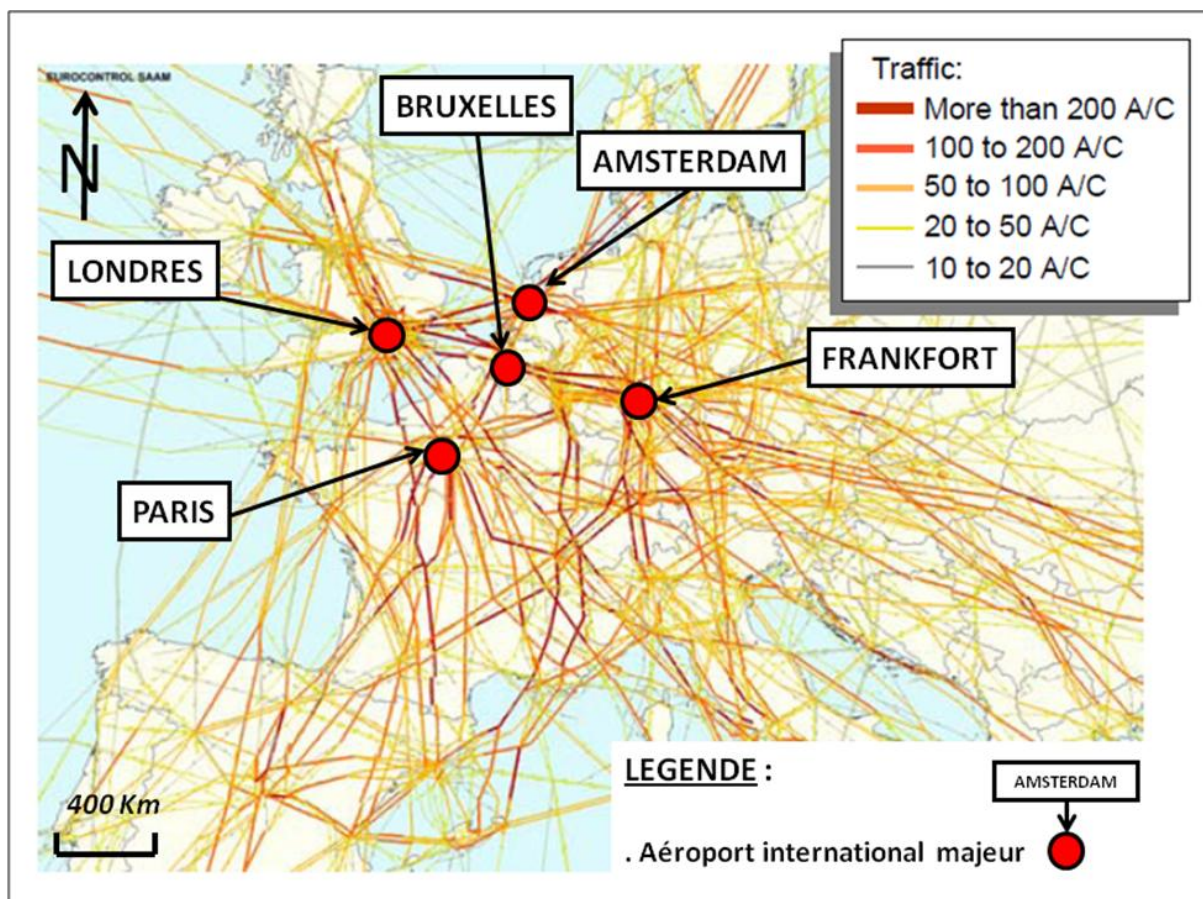 EUROCONTROL SAAM
N
BRUXELLES
AMSTERDAM
LONDRES
FRANKFORT
PARIS
Traffic:
More than 200 A/C
100 to 200 A/C
50 to 100 A/C
20 to 50 A/C
10 to 20 A/C
400 Km
LEGENDE :
AMSTERDAM
. Aéroport international majeur